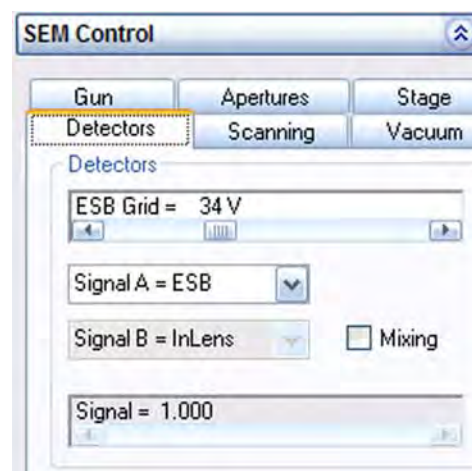 SEM Control
Gun Apertures Stage
Detectors Scanning Vacuum
Detectors
ESB Grid = 34 V
Signal A = ESB
Signal B = InLens Mixing
Signal = 1.000